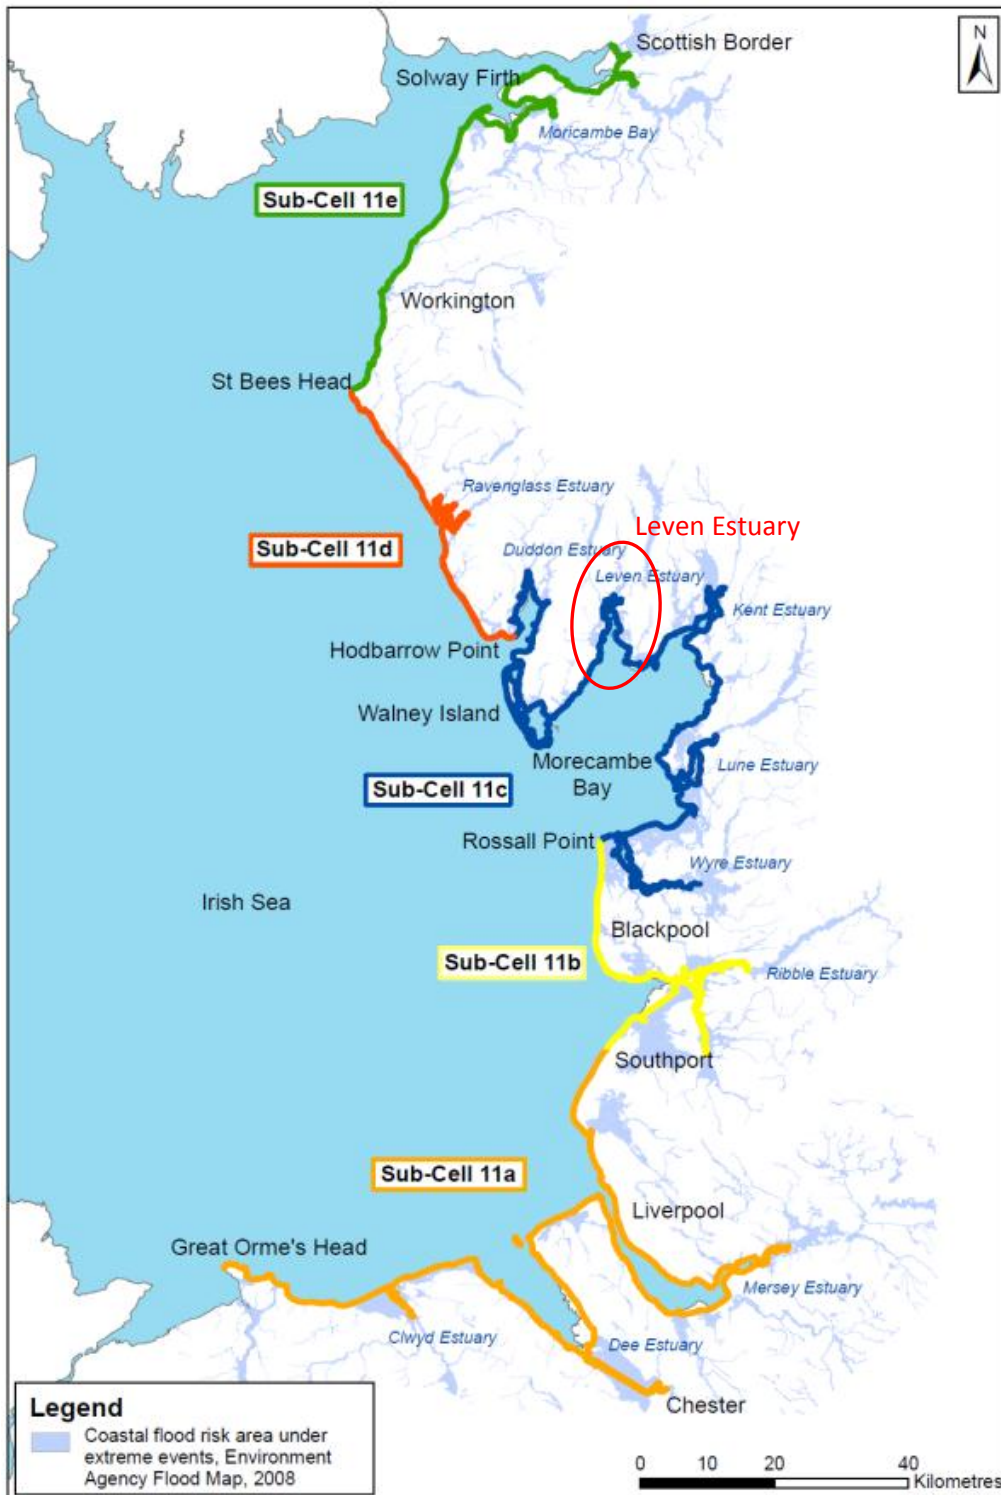 N
Scottish Border
Solway Firth
Moricambe Bay
Sub-Cell 11e
Workington
St Bees Head
Ravenglass Estuary
Leven Estuary
Sub-Cell 11d
Duddon Estuary
Leven Estuary
Kent Estuary
Hodbarrow Point
Walney Island
Morecambe
Bay
Lune Estuary
Sub-Cell 11c
Rossall Point
Wyre Estuary
Irish Sea
Blackpool
Sub-Cell 11b
Ribble Estuary
Southport
Sub-Cell 11a
Liverpool
Great Orme's Head
Mersey Estuary
Clwyd Estuary
Dee Estuary
Chester
Legend
Coastal flood risk area under
extreme events, Environment
Agency Flood Map, 2008
0 10 20 40
Kilometres